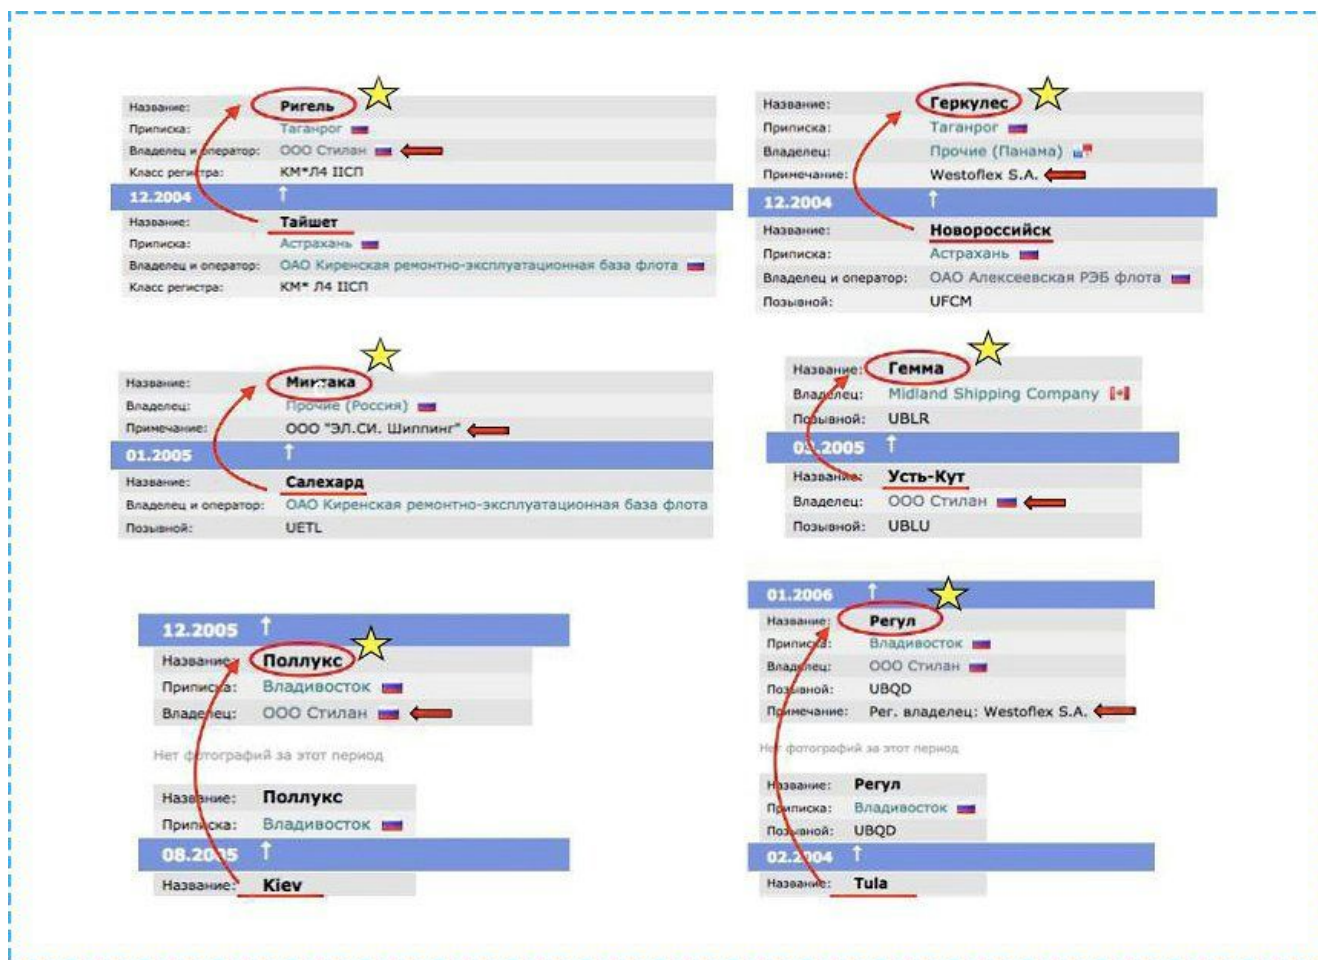 Название: Ригель
Приписка: Таганрог
Владелец и оператор: ООО Стилан
Класс регистра: КМ*Л4 IIСП
12.2004 ↑
Название: Тайшет
Приписка: Астрахань
Владелец и оператор: ОАО Киренская ремонтно-эксплуатационная база флота
Класс регистра: КМ* Л4 IIСП
Название: Геркулес
Приписка: Таганрог
Владелец: Прочие (Панама)
Примечание: Westoflex S.A.
12.2004 ↑
Название: Новороссийск
Приписка: Астрахань
Владелец и оператор: ОАО Алексеевская РЭБ флота
Позывной: UFCM
Название: Минтака
Владелец: Прочие (Россия)
Примечание: ООО "ЭЛ.СИ. Шиппинг"
01.2005 ↑
Название: Салехард
Владелец и оператор: ОАО Киренская ремонтно-эксплуатационная база флота
Позывной: UETL
Название: Гемма
Владелец: Midland Shipping Company
Позывной: UBLR
03.2005 ↑
Название: Усть-Кут
Владелец: ООО Стилан
Позывной: UBLU
12.2005 ↑
Название: Поллукс
Приписка: Владивосток
Владелец: ООО Стилан
Нет фотографий за этот период
Название: Поллукс
Приписка: Владивосток
08.2005 ↑
Название: Kiev
01.2006 ↑
Название: Регул
Приписка: Владивосток
Владелец: ООО Стилан
Позывной: UBQD
Примечание: Рег. владелец: Westoflex S.A.
Нет фотографий за этот период
Название: Регул
Приписка: Владивосток
Позывной: UBQD
02.2004 ↑
Название: Tula